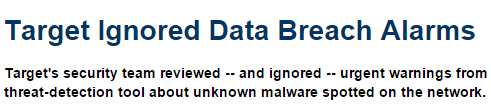 Target Ignored Data Breach Alarms
Target's security team reviewed -- and ignored -- urgent warnings from
threat-detection tool about unknown malware spotted on the network.